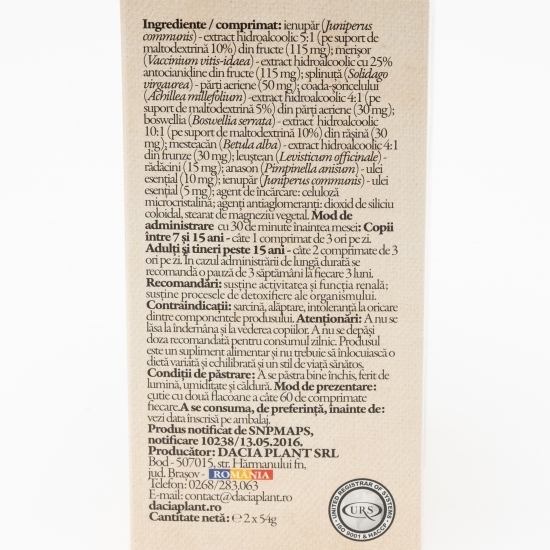 Ingrediente / comprimat: ienupăr (Juniperus
communis) - extract hidroalcoolic 5:1 (pe suport de
maltodextrină 10%) din fructe (115 mg); merișor
(Vaccinium vitis-idaea) - extract hidroalcoolic cu 25%
antocianidine din fructe (115 mg); splinuță (Solidago
virgaurea) - părți aeriene (50 mg); coada-șoricelului
(Achillea millefolium) - extract hidroalcoolic 4:1 (pe
suport de maltodextrină 5%) din părți aeriene (30 mg);
boswellia (Boswellia serrata) - extract hidroalcoolic
10:1 (pe suport de maltodextrină 10%) din rășină (30
mg); mesteacăn (Betula alba) - extract hidroalcoolic 4:1
din frunze (30 mg); leuștean (Levisticum officinale) -
rădăcini (15 mg); anason (Pimpinella anisum) - ulei
esențial (10 mg); ienupăr (Juniperus communis) - ulei
esențial (5 mg); agent de încărcare: celuloză
microcristalină; agenți antiaglomeranți: dioxid de siliciu
coloidal, stearat de magneziu vegetal. Mod de
administrare cu 30 de minute înaintea mesei: Copii
între 7 și 15 ani - câte 1 comprimat de 3 ori pe zi.
Adulți și tineri peste 15 ani - câte 2 comprimate de 3
ori pe zi. In cazul administrării de lungă durată se
recomandă o pauză de 3 săptămâni la fiecare 3 luni.
Recomandări: susține activitatea și funcția renală;
susține procesele de detoxifiere ale organismului.
Contraindicații: sarcină, alăptare, intoleranță la oricare
dintre componentele produsului. Atenționări: A nu se
lăsa la îndemâna și la vederea copiilor. A nu se depăși
doza recomandată pentru consumul zilnic. Produsul
este un supliment alimentar și nu trebuie să înlocuiască o
dietă variată și echilibrată și un stil de viață sănătos.
Condiții de păstrare: A se păstra bine închis, ferit de
lumină, umiditate și căldură. Mod de prezentare:
cutie cu două flacoane a câte 60 de comprimate
fiecare. A se consuma, de preferință, înainte de:
vezi data înscrisă pe ambalaj.
Produs notificat de SNPMAPS,
notificare 10238/13.05.2016.
Producător: DACIA PLANT SRL
Bod - 507015, str. Hărmanului fn,
jud. Brașov - ROMÂNIA
Telefon: 0268/283,063
E-mail: contact@daciaplant.ro
daciaplant.ro
Cantitate netă: ℮ 2 x 54g
UNITED REGISTRAR OF SYSTEMS
URS
ISO 9001 & HACCP